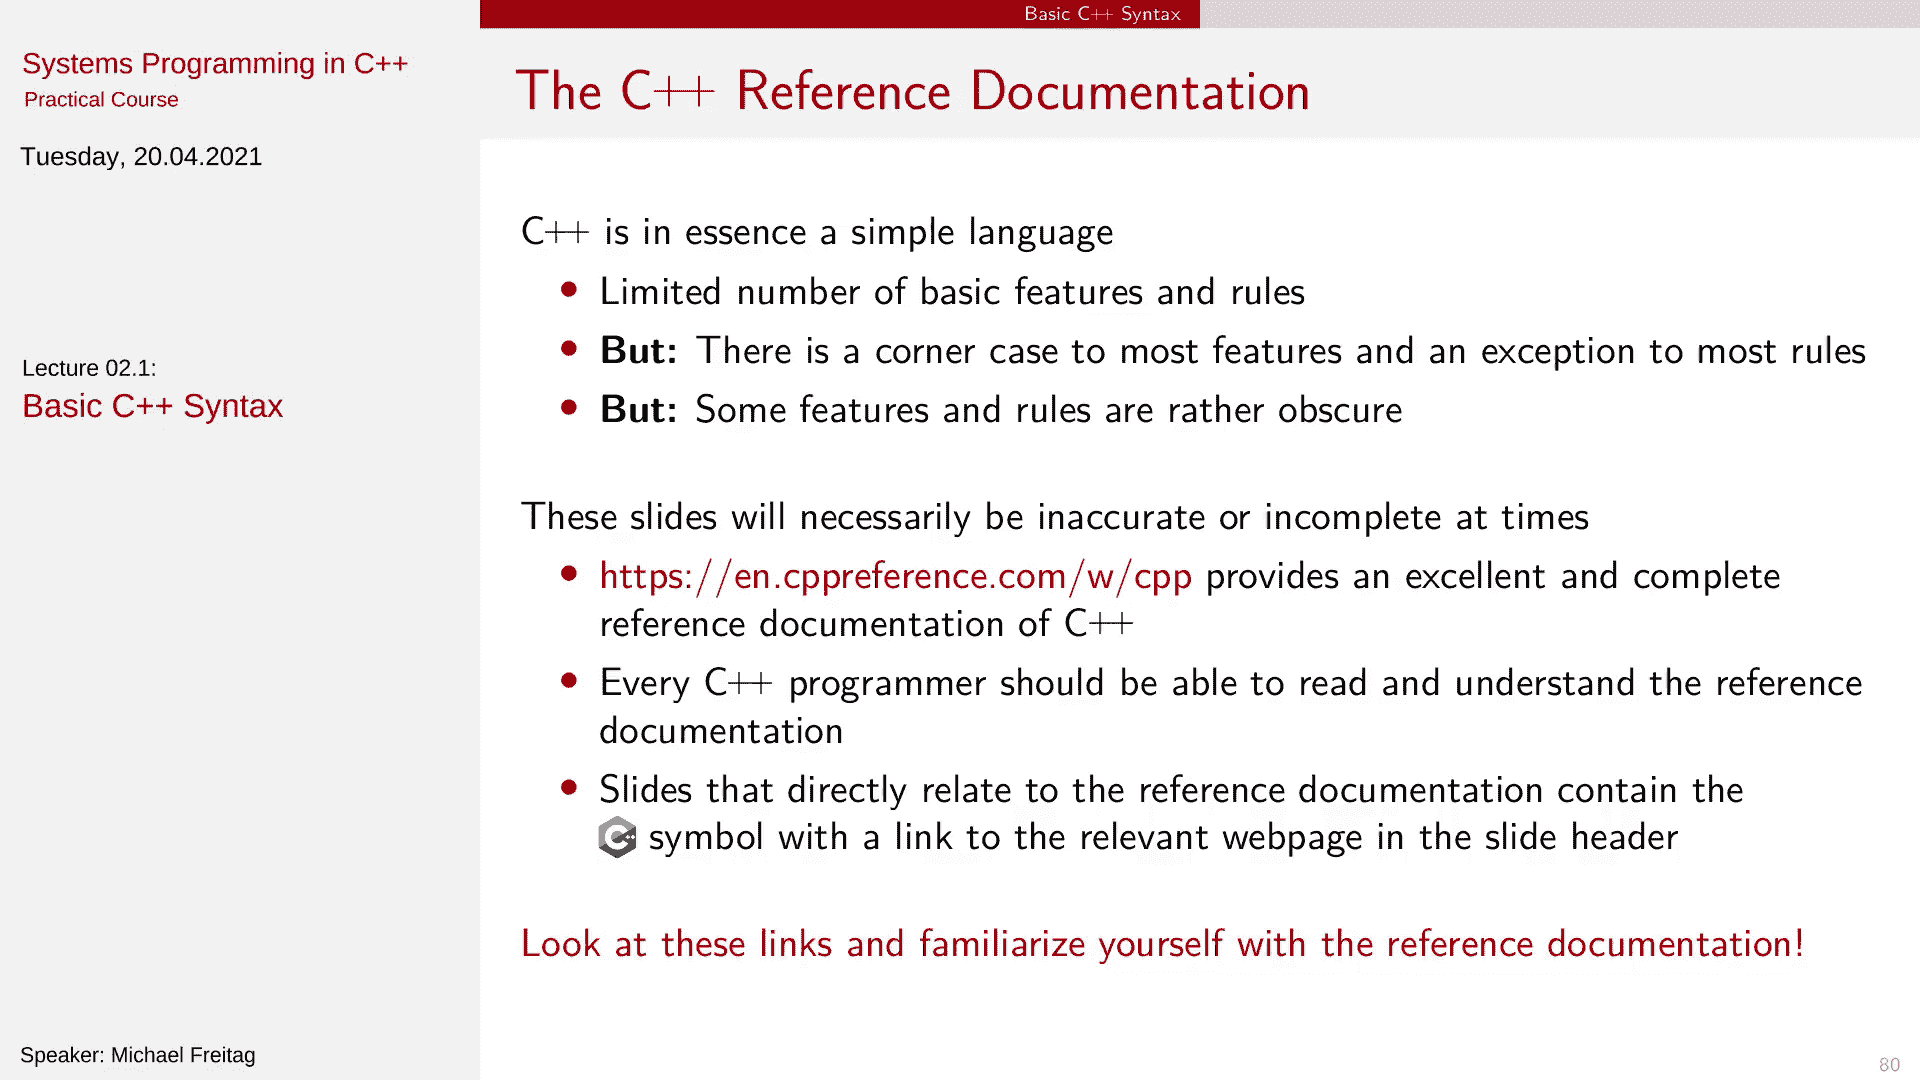 Basic C++ Syntax
Systems Programming in C++
Practical Course
Tuesday, 20.04.2021
Lecture 02.1:
Basic C++ Syntax
Speaker: Michael Freitag
The C++ Reference Documentation
C++ is in essence a simple language
• Limited number of basic features and rules
• But: There is a corner case to most features and an exception to most rules
• But: Some features and rules are rather obscure
These slides will necessarily be inaccurate or incomplete at times
• https://en.cppreference.com/w/cpp provides an excellent and complete
reference documentation of C++
• Every C++ programmer should be able to read and understand the reference
documentation
• Slides that directly relate to the reference documentation contain the
C++ symbol with a link to the relevant webpage in the slide header
Look at these links and familiarize yourself with the reference documentation!
80